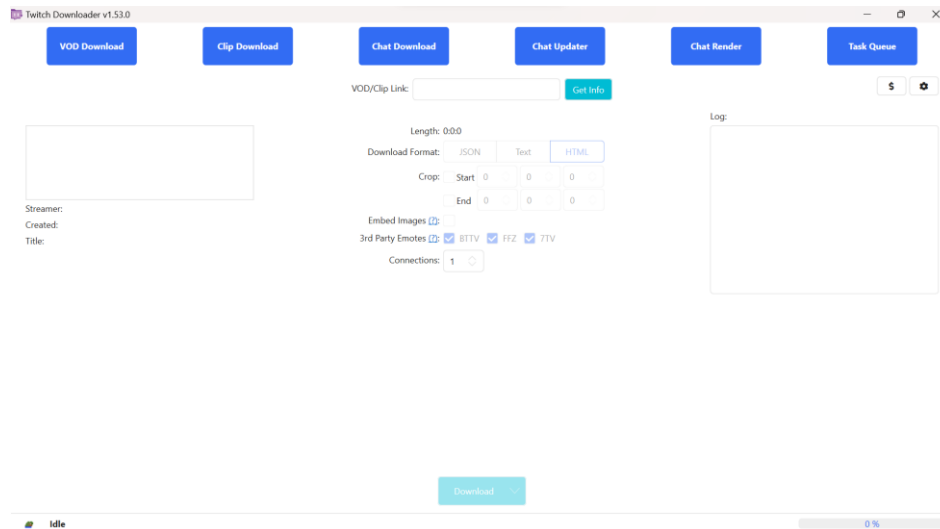 Twitch Downloader v1.53.0
VOD Download
Clip Download
Chat Download
Chat Updater
Chat Render
Task Queue
VOD/Clip Link:
Get Info
$
Log:
Length: 0:0:0
Download Format: JSON Text HTML
Crop: Start 0 0 0
End 0 0 0
Streamer:
Created:
Title:
Embed Images (?):
3rd Party Emotes (?): BTTV FFZ 7TV
Connections: 1
Download
Idle
0 %